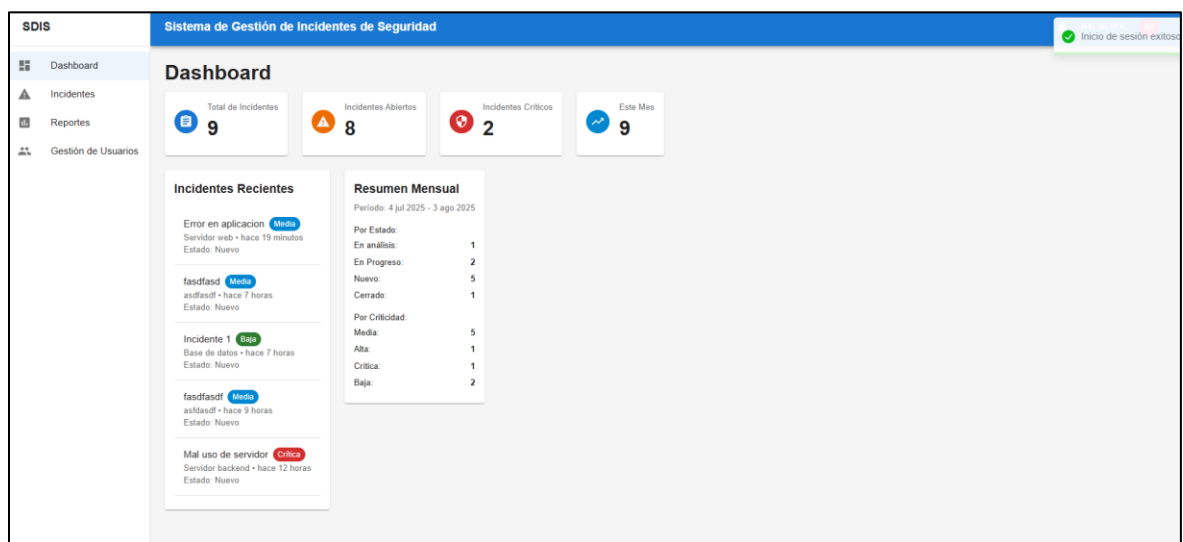 SDIS
Sistema de Gestión de Incidentes de Seguridad
Inicio de sesión exitoso
Dashboard
Incidentes
Reportes
Gestión de Usuarios
Dashboard
Total de Incidentes
9
Incidentes Abiertos
8
Incidentes Críticos
2
Este Mes
9
Incidentes Recientes
Error en aplicacion Media
Servidor web • hace 19 minutos
Estado: Nuevo
fasdfasd Media
asdfasdf • hace 7 horas
Estado: Nuevo
Incidente 1 Baja
Base de datos • hace 7 horas
Estado: Nuevo
fasdfasdf Media
asfdasdf • hace 9 horas
Estado: Nuevo
Mal uso de servidor Crítica
Servidor backend • hace 12 horas
Estado: Nuevo
Resumen Mensual
Período: 4 jul 2025 - 3 ago 2025
Por Estado:
En análisis: 1
En Progreso: 2
Nuevo: 5
Cerrado: 1
Por Criticidad:
Media: 5
Alta: 1
Crítica: 1
Baja: 2